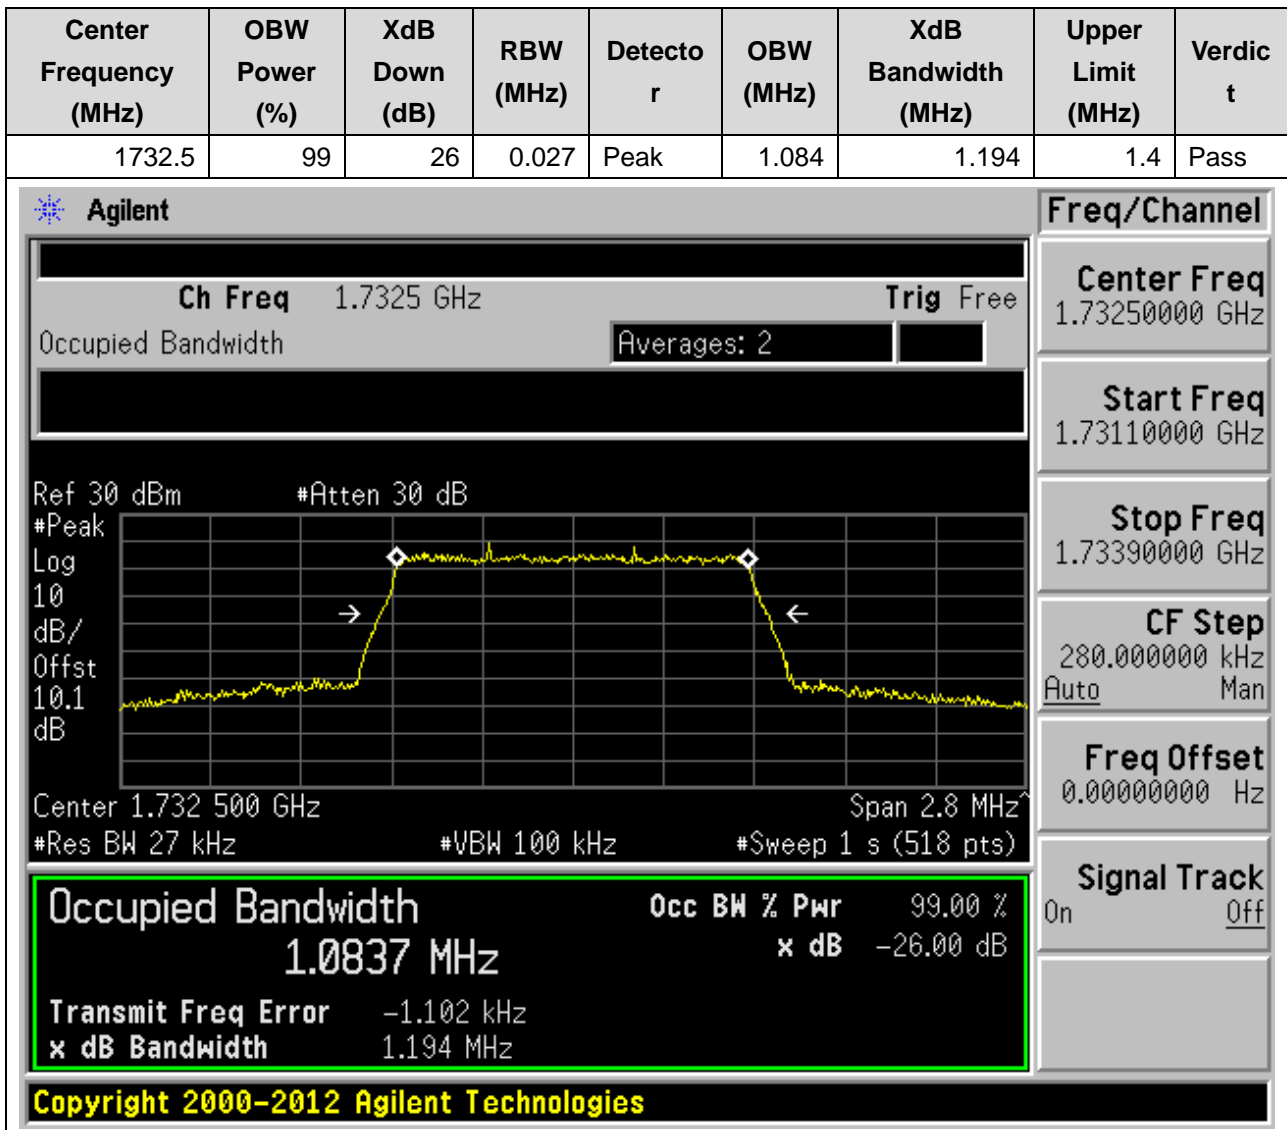 Center Frequency (MHz) OBW Power (%) XdB Down (dB) RBW (MHz) Detecto r OBW (MHz) XdB Bandwidth (MHz) Upper Limit (MHz) Verdic t
1732.5 99 26 0.027 Peak 1.084 1.194 1.4 Pass
Agilent
Freq/Channel
Ch Freq 1.7325 GHz Trig Free
Occupied Bandwidth Averages: 2
Center Freq
1.73250000 GHz
Start Freq
1.73110000 GHz
Stop Freq
1.73390000 GHz
CF Step
280.000000 kHz
Auto Man
Freq Offset
0.00000000 Hz
Signal Track
On Off
Ref 30 dBm #Atten 30 dB
#Peak
Log
10
dB/
Offst
10.1
dB
Center 1.732 500 GHz Span 2.8 MHz^
#Res BW 27 kHz #VBW 100 kHz #Sweep 1 s (518 pts)
Occupied Bandwidth Occ BW % Pwr 99.00 %
1.0837 MHz x dB -26.00 dB
Transmit Freq Error -1.102 kHz
x dB Bandwidth 1.194 MHz
Copyright 2000-2012 Agilent Technologies